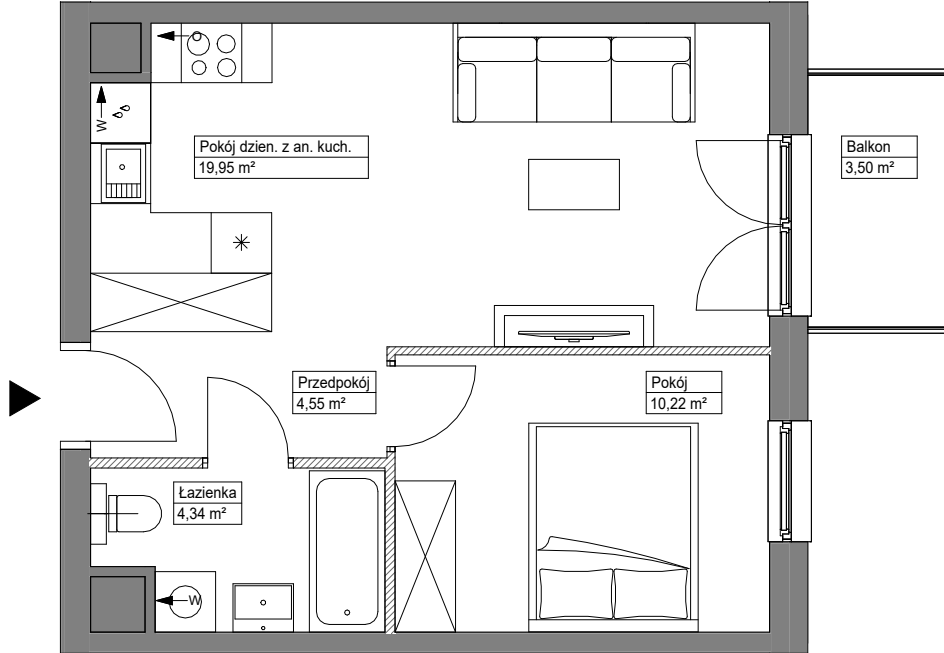 Pokój dzien. z an. kuch.
19,95 m²
Balkon
3,50 m²
W
Przedpokój
4,55 m²
Pokój
10,22 m²
Łazienka
4,34 m²
W